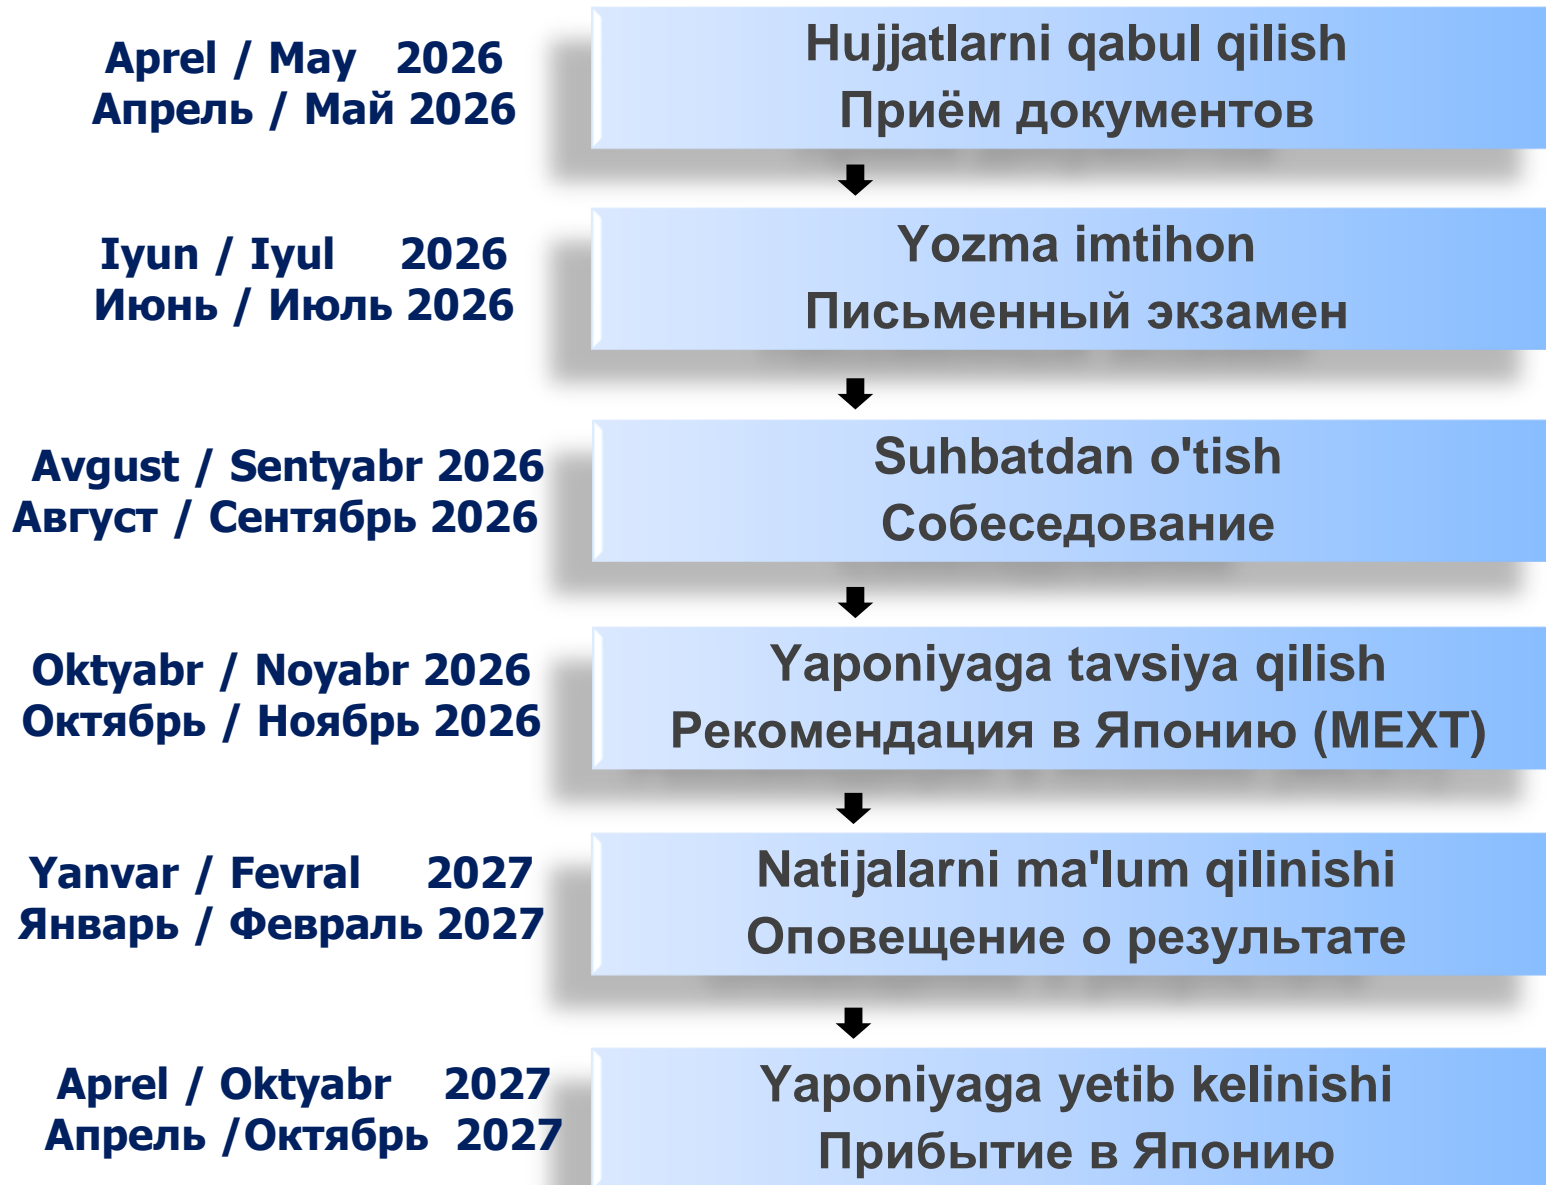 Aprel / May 2026
Апрель / Май 2026
Hujjatlarni qabul qilish
Приём документов
Iyun / Iyul 2026
Июнь / Июль 2026
Yozma imtihon
Письменный экзамен
Avgust / Sentyabr 2026
Август / Сентябрь 2026
Suhbatdan o'tish
Собеседование
Oktyabr / Noyabr 2026
Октябрь / Ноябрь 2026
Yaponiyaga tavsiya qilish
Рекомендация в Японию (MEXT)
Yanvar / Fevral 2027
Январь / Февраль 2027
Natijalarni ma'lum qilinishi
Оповещение о результате
Aprel / Oktyabr 2027
Апрель /Октябрь 2027
Yaponiyaga yetib kelinishi
Прибытие в Японию